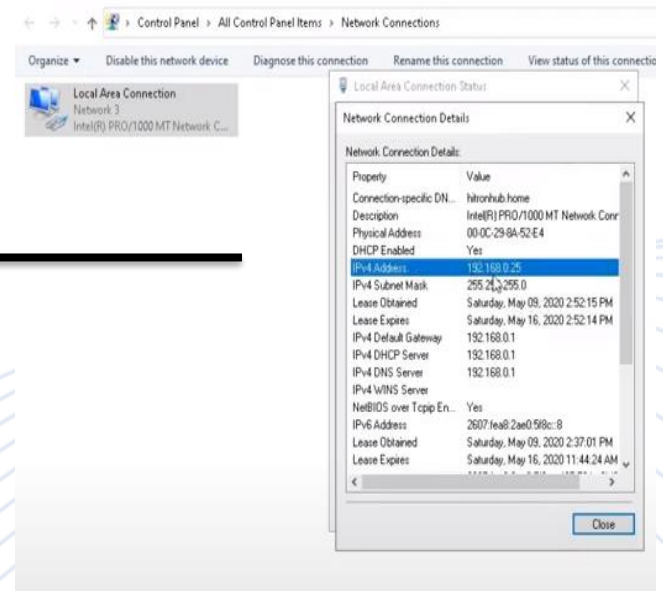 Control Panel › All Control Panel Items › Network Connections
Organize Disable this network device Diagnose this connection Rename this connection View status of this connectio
Local Area Connection
Network 3
Intel(R) PRO/1000 MT Network C...
Local Area Connection Status
Network Connection Details
Network Connection Details:
Property Value
Connection-specific DN... hitronhub.home
Description Intel(R) PRO/1000 MT Network Conr
Physical Address 00-0C-29-8A-52-E4
DHCP Enabled Yes
IPv4 Address 192.168.0.25
IPv4 Subnet Mask 255.255.255.0
Lease Obtained Saturday, May 09, 2020 2:52:15 PM
Lease Expires Saturday, May 16, 2020 2:52:14 PM
IPv4 Default Gateway 192.168.0.1
IPv4 DHCP Server 192.168.0.1
IPv4 DNS Server 192.168.0.1
IPv4 WINS Server
NetBIOS over Tcpip En... Yes
IPv6 Address 2607:fea8:2ae0:5f8c::8
Lease Obtained Saturday, May 09, 2020 2:37:01 PM
Lease Expires Saturday, May 16, 2020 11:44:24 AM
Close